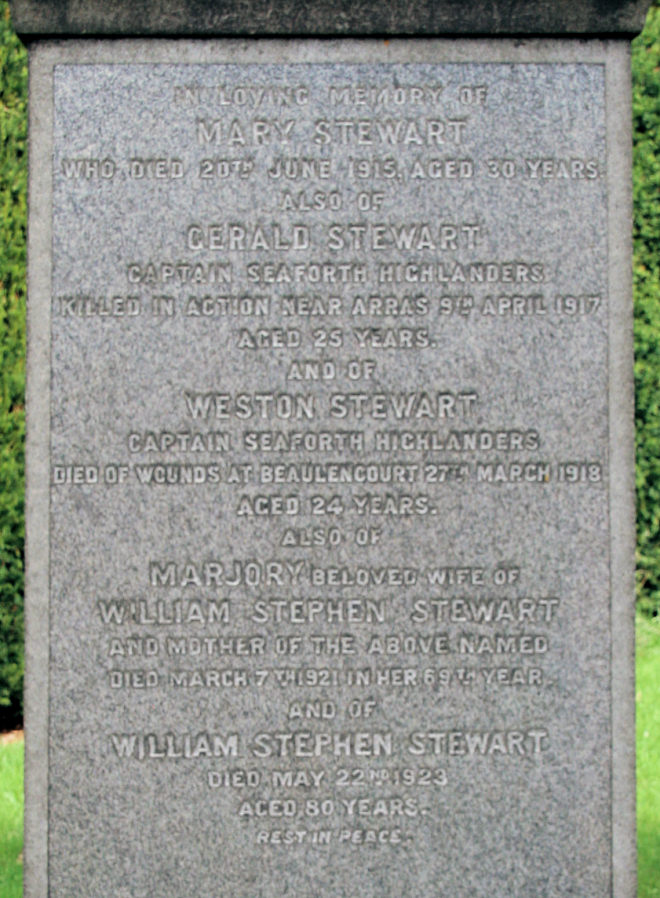 IN LOVING MEMORY OF
MARY STEWART
WHO DIED 20TH JUNE 1915, AGED 30 YEARS.
ALSO OF
GERALD STEWART
CAPTAIN SEAFORTH HIGHLANDERS
KILLED IN ACTION NEAR ARRAS 9TH APRIL 1917
AGED 25 YEARS.
AND OF
WESTON STEWART
CAPTAIN SEAFORTH HIGHLANDERS
DIED OF WOUNDS AT BEAULENCOURT 27TH MARCH 1918
AGED 24 YEARS.
ALSO OF
MARJORY BELOVED WIFE OF
WILLIAM STEPHEN STEWART
AND MOTHER OF THE ABOVE NAMED
DIED MARCH 7TH 1921 IN HER 69TH YEAR.
AND OF
WILLIAM STEPHEN STEWART
DIED MAY 22ND 1923
AGED 80 YEARS.
REST IN PEACE.